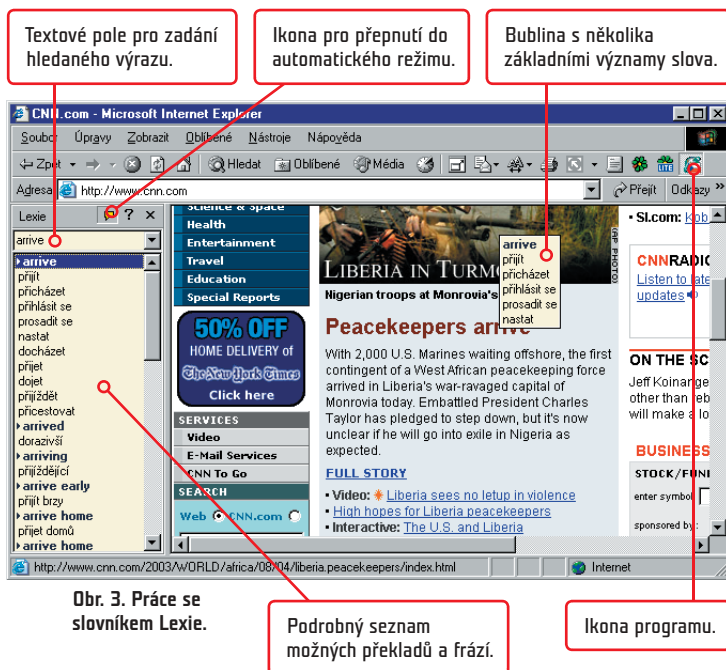 Textové pole pro zadání
hledaného výrazu.
Ikona pro přepnutí do
automatického režimu.
Bublina s několika
základními významy slova.
CNN.com - Microsoft Internet Explorer
Soubor Úpravy Zobrazit Oblíbené Nástroje Nápověda
Zpět Hledat Oblíbené Média
Adresa http://www.cnn.com Přejít Odkazy »
Lexie ? ×
arrive
arrive
přijít
přicházet
přihlásit se
prosadit se
nastat
docházet
přijet
dojet
přijíždět
přicestovat
arrived
dorazivší
arriving
přijíždějící
arrive early
přijít brzy
arrive home
přijet domů
arrive home
Science & Space
Health
Entertainment
Travel
Education
Special Reports
50% OFF
HOME DELIVERY of
The New York Times
Click here
SERVICES
Video
E-Mail Services
CNN To Go
SEARCH
Web CNN.com
(AP PHOTO)
LIBERIA IN TURM
Nigerian troops at Monrovia's
arrive
přijít
přicházet
přihlásit se
prosadit se
nastat
Peacekeepers arrive
With 2,000 U.S. Marines waiting offshore, the first
contingent of a West African peacekeeping force
arrived in Liberia's war-ravaged capital of
Monrovia today. Embattled President Charles
Taylor has pledged to step down, but it's now
unclear if he will go into exile in Nigeria as
expected.
FULL STORY
• Video: Liberia sees no letup in violence
• High hopes for Liberia peacekeepers
• Interactive: The U.S. and Liberia
• SI.com: Kob
CNNRADIO
Listen to late
updates
ON THE SC
Jeff Koinange
other than reb
will make a lo
BUSINESS
STOCK/FUN
enter symbol
sponsored by:
http://www.cnn.com/2003/WORLD/africa/08/04/liberia.peacekeepers/index.html Internet
Obr. 3. Práce se
slovníkem Lexie.
Podrobný seznam
možných překladů a frází.
Ikona programu.